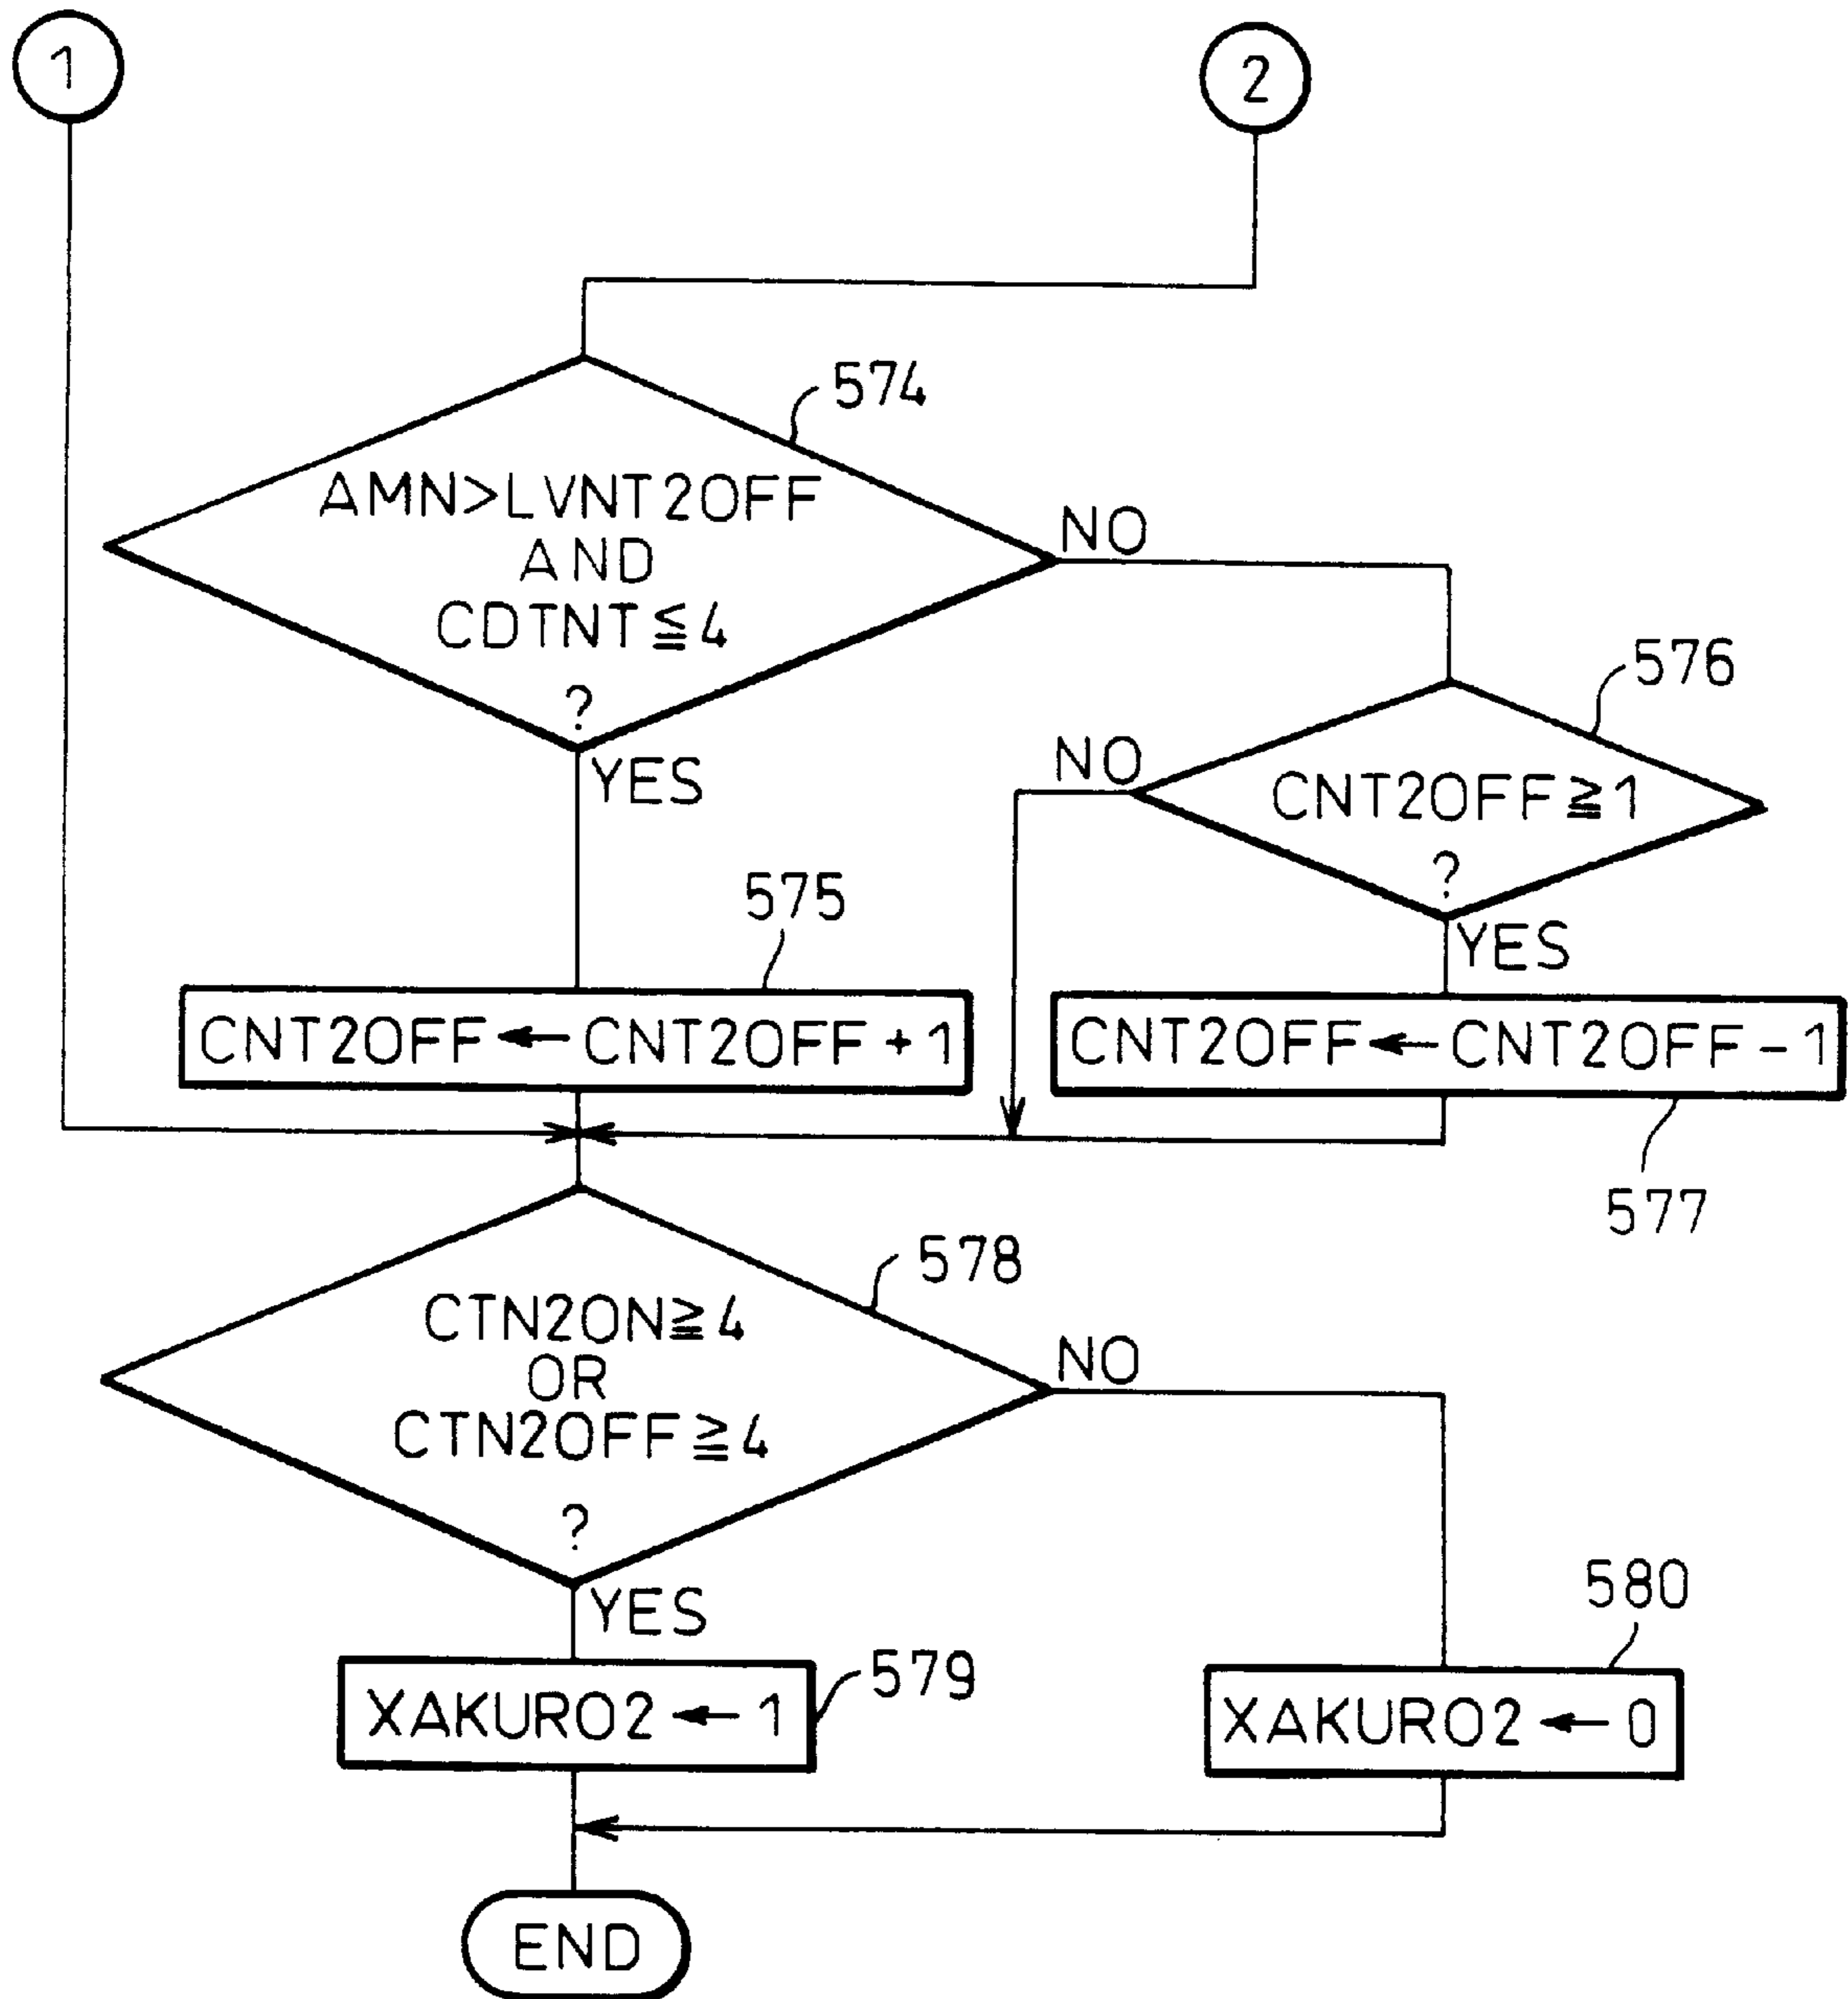 1
2
574
AMN>LVNT2OFF
AND
CDTNT≦4
?
NO
YES
576
NO
CNT2OFF≧1
?
YES
575
CNT2OFF←CNT2OFF+1
CNT2OFF←CNT2OFF-1
577
578
CTN2ON≧4
OR
CTN2OFF≧4
?
NO
YES
579
XAKURO2←1
580
XAKURO2←0
END